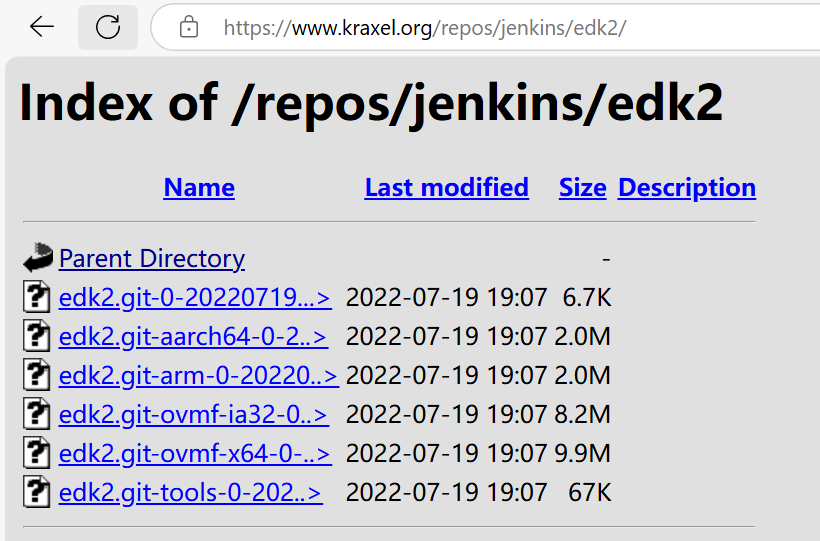 https://www.kraxel.org/repos/jenkins/edk2/
Index of /repos/jenkins/edk2
Name Last modified Size Description
Parent Directory -
edk2.git-0-20220719...> 2022-07-19 19:07 6.7K
edk2.git-aarch64-0-2..> 2022-07-19 19:07 2.0M
edk2.git-arm-0-20220..> 2022-07-19 19:07 2.0M
edk2.git-ovmf-ia32-0..> 2022-07-19 19:07 8.2M
edk2.git-ovmf-x64-0-..> 2022-07-19 19:07 9.9M
edk2.git-tools-0-202..> 2022-07-19 19:07 67K